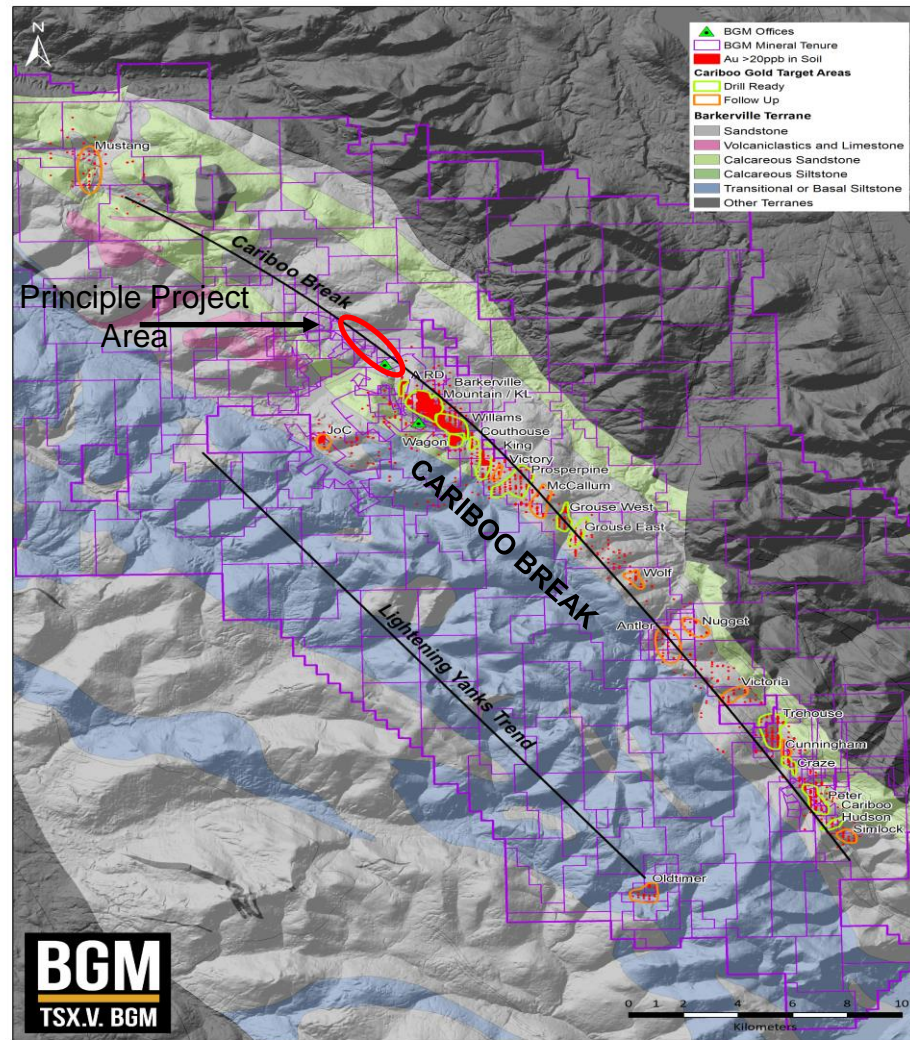 N
BGM Offices
BGM Mineral Tenure
Au >20ppb in Soil
Cariboo Gold Target Areas
Drill Ready
Follow Up
Barkerville Terrane
Sandstone
Volcaniclastics and Limestone
Calcareous Sandstone
Calcareous Siltstone
Transitional or Basal Siltstone
Other Terranes
Mustang
Cariboo Break
Principle Project
Area
A RD
Barkerville
Mountain / KL
Willams
Couthouse
King
Victory
Prosperpine
McCallum
Grouse West
Grouse East
Wagon
JoC
CARIBOO BREAK
Wolf
Nugget
Antler
Victoria
Lightening Yanks Trend
Trehouse
Cunningham
Craze
Peter
Cariboo
Hudson
Simlock
Oldtimer
BGM
TSX.V. BGM
0 1 2 4 6 8 10
Kilometers